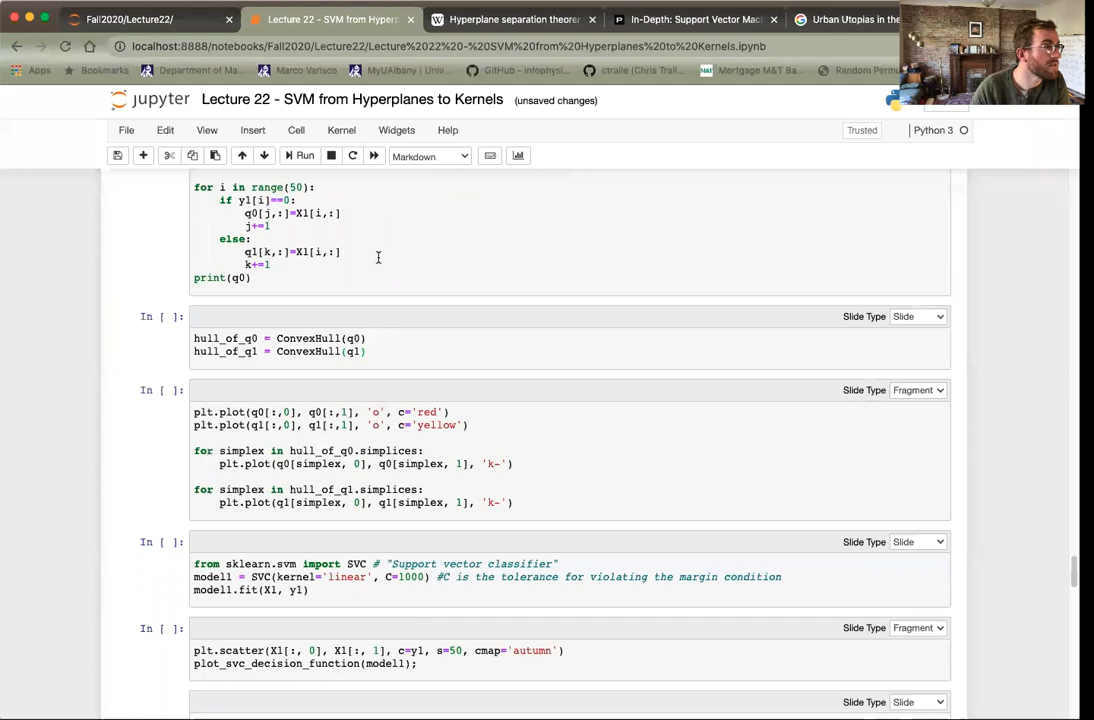 Fall2020/Lecture22/
Lecture 22 - SVM from Hyperp
Hyperplane separation theore
In-Depth: Support Vector Mac
Urban Utopias in the
localhost:8888/notebooks/Fall2020/Lecture22/Lecture%2022%20-%20SVM%20from%20Hyperplanes%20to%20Kernels.ipynb
Apps
Bookmarks
Department of Ma...
Marco Varisco
MyUAlbany | Univ...
GitHub - infophysi...
ctralie (Chris Trali...
M&T
Mortgage M&T Ba...
Random Permu
jupyter
Lecture 22 - SVM from Hyperplanes to Kernels
(unsaved changes)
File
Edit
View
Insert
Cell
Kernel
Widgets
Help
Trusted
Python 3
Run
Markdown
for i in range(50):
if y1[i]==0:
q0[j,:]=X1[i,:]
j+=1
else:
q1[k,:]=X1[i,:]
k+=1
print(q0)
Slide Type
Slide
In [ ]:
hull_of_q0 = ConvexHull(q0)
hull_of_q1 = ConvexHull(q1)
Slide Type
Fragment
In [ ]:
plt.plot(q0[:,0], q0[:,1], 'o', c='red')
plt.plot(q1[:,0], q1[:,1], 'o', c='yellow')
for simplex in hull_of_q0.simplices:
plt.plot(q0[simplex, 0], q0[simplex, 1], 'k-')
for simplex in hull_of_q1.simplices:
plt.plot(q1[simplex, 0], q1[simplex, 1], 'k-')
Slide Type
Slide
In [ ]:
from sklearn.svm import SVC # "Support vector classifier"
model1 = SVC(kernel='linear', C=1000) #C is the tolerance for violating the margin condition
model1.fit(X1, y1)
Slide Type
Fragment
In [ ]:
plt.scatter(X1[:, 0], X1[:, 1], c=y1, s=50, cmap='autumn')
plot_svc_decision_function(model1);
Slide Type
Slide